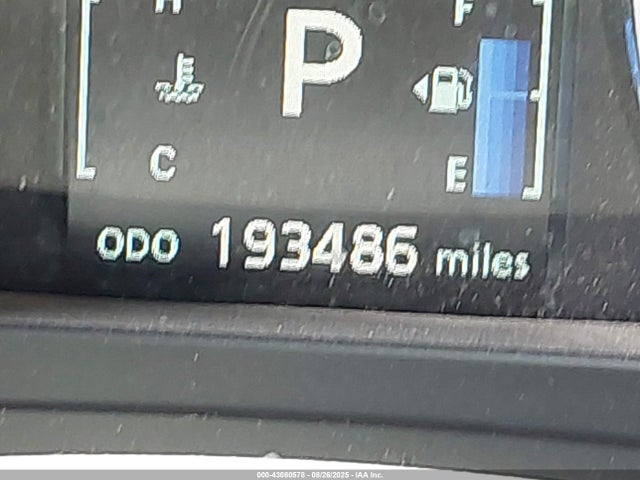 H F
P
C E
ODO 193486 miles
000-43080578 - 08/26/2025 - IAA Inc.